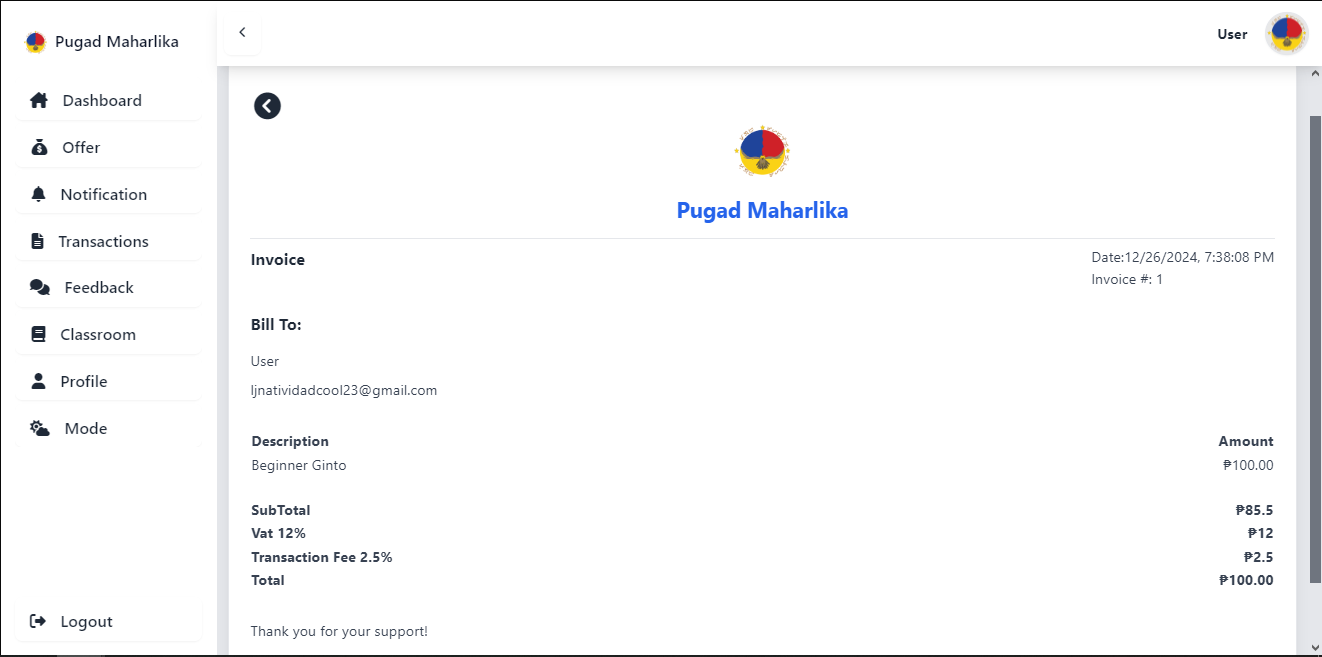 Pugad Maharlika
User
Dashboard
Offer
Notification
Transactions
Feedback
Classroom
Profile
Mode
Logout
Pugad Maharlika
Invoice
Date:12/26/2024, 7:38:08 PM
Invoice #: 1
Bill To:
User
ljnatividadcool23@gmail.com
Description Amount
Beginner Ginto ₱100.00
SubTotal ₱85.5
Vat 12% ₱12
Transaction Fee 2.5% ₱2.5
Total ₱100.00
Thank you for your support!